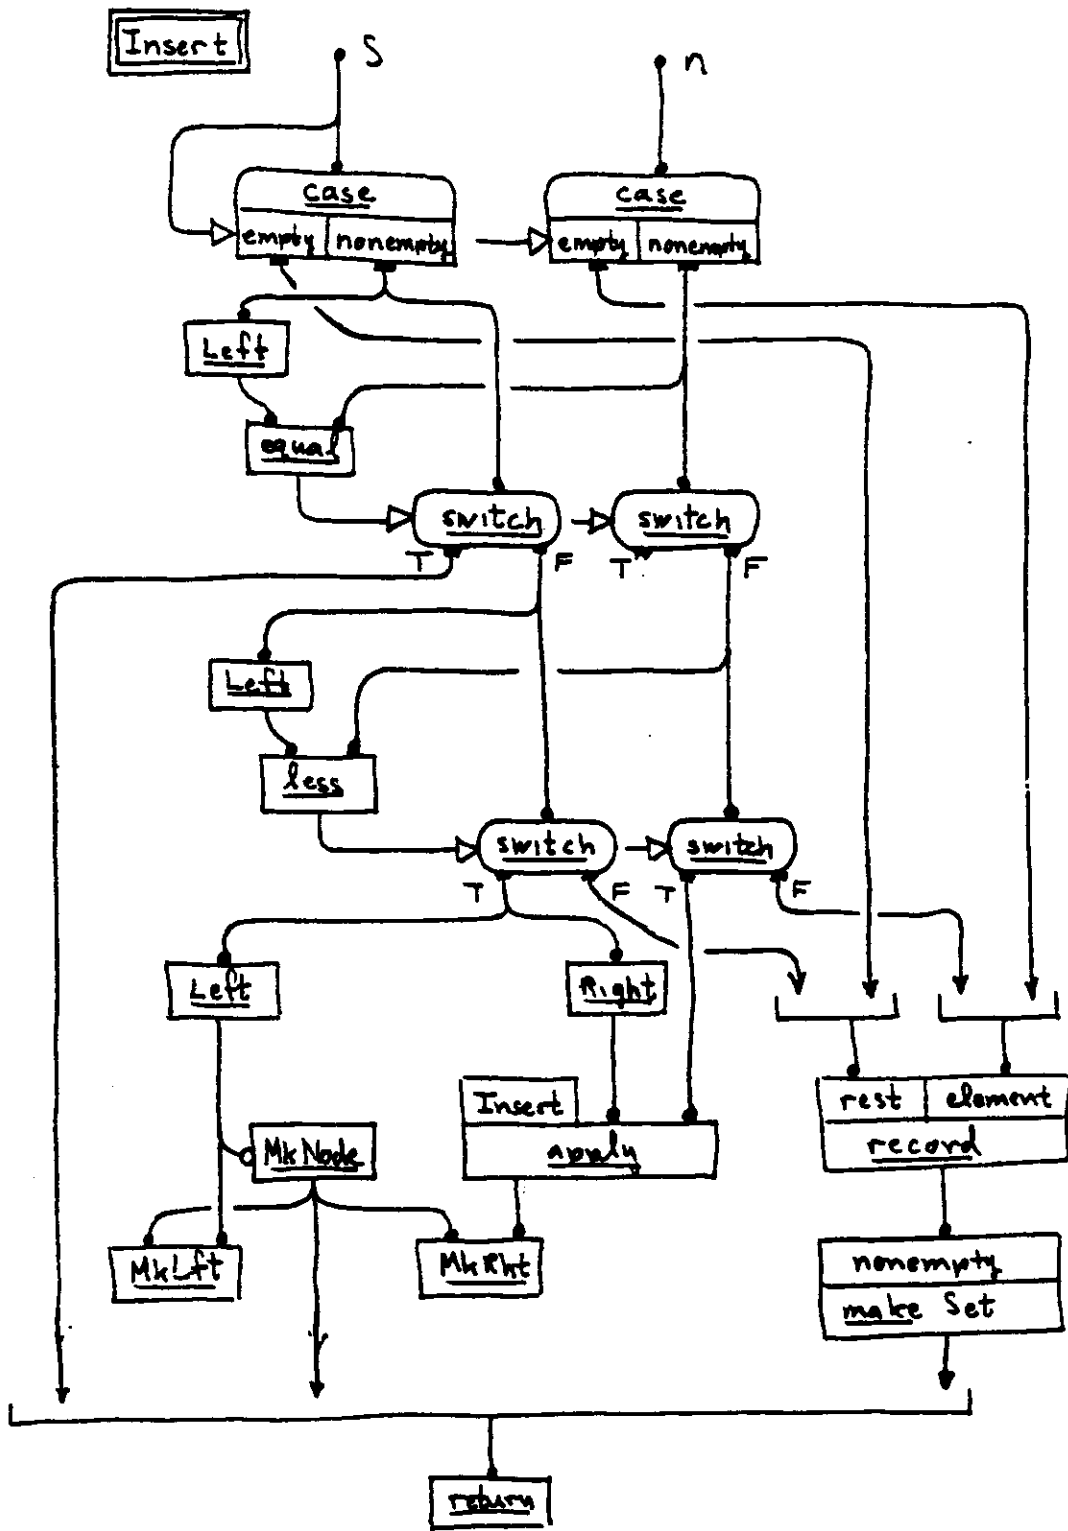 Insert
S
n
case
case
empty nonempty
empty nonempty
Left
equal
switch
switch
T F
T F
Left
less
switch
switch
T F
T F
Left
Right
Insert
apply
rest element
record
MkNode
MkLft
MkRht
nonempty
make Set
return